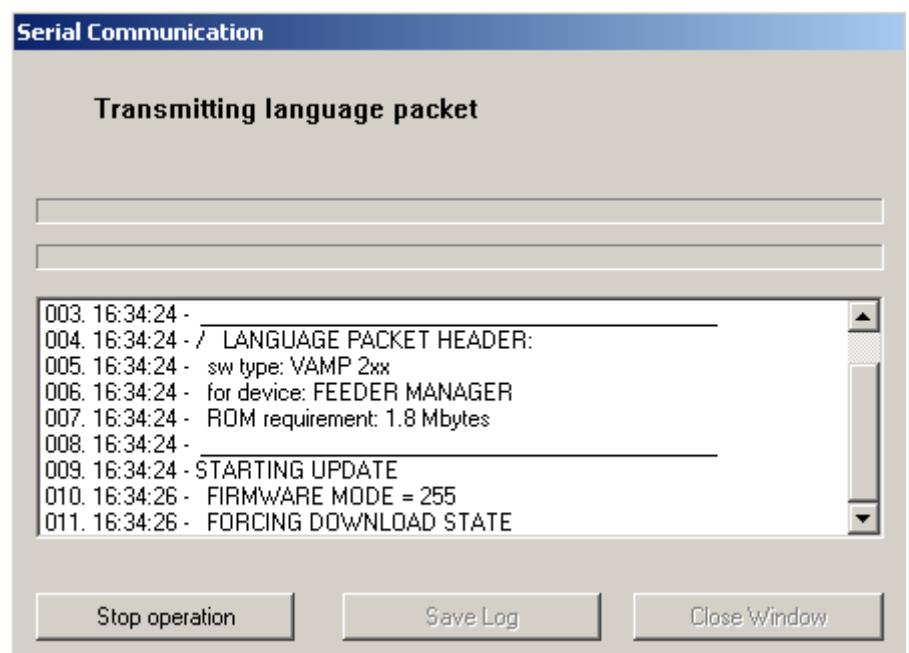 Serial Communication
Transmitting language packet
003. 16:34:24 - ________________________________________
004. 16:34:24 - /   LANGUAGE PACKET HEADER:
005. 16:34:24 -   sw type: VAMP 2xx
006. 16:34:24 -   for device: FEEDER MANAGER
007. 16:34:24 -   ROM requirement: 1.8 Mbytes
008. 16:34:24 - ________________________________________
009. 16:34:24 - STARTING UPDATE
010. 16:34:26 -   FIRMWARE MODE = 255
011. 16:34:26 -   FORCING DOWNLOAD STATE
Stop operation
Save Log
Close Window